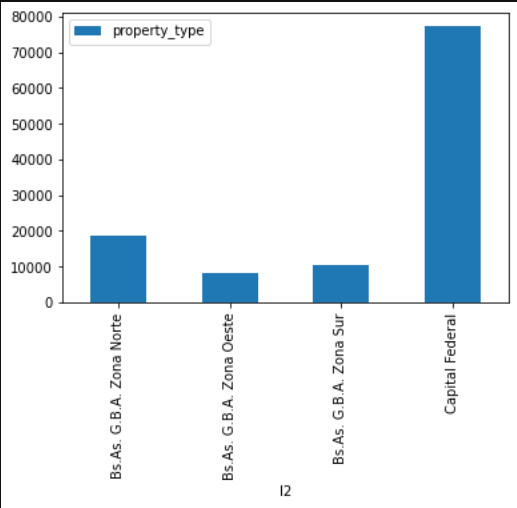 property_type
80000
70000
60000
50000
40000
30000
20000
10000
0
Bs.As. G.B.A. Zona Norte
Bs.As. G.B.A. Zona Oeste
Bs.As. G.B.A. Zona Sur
Capital Federal
l2